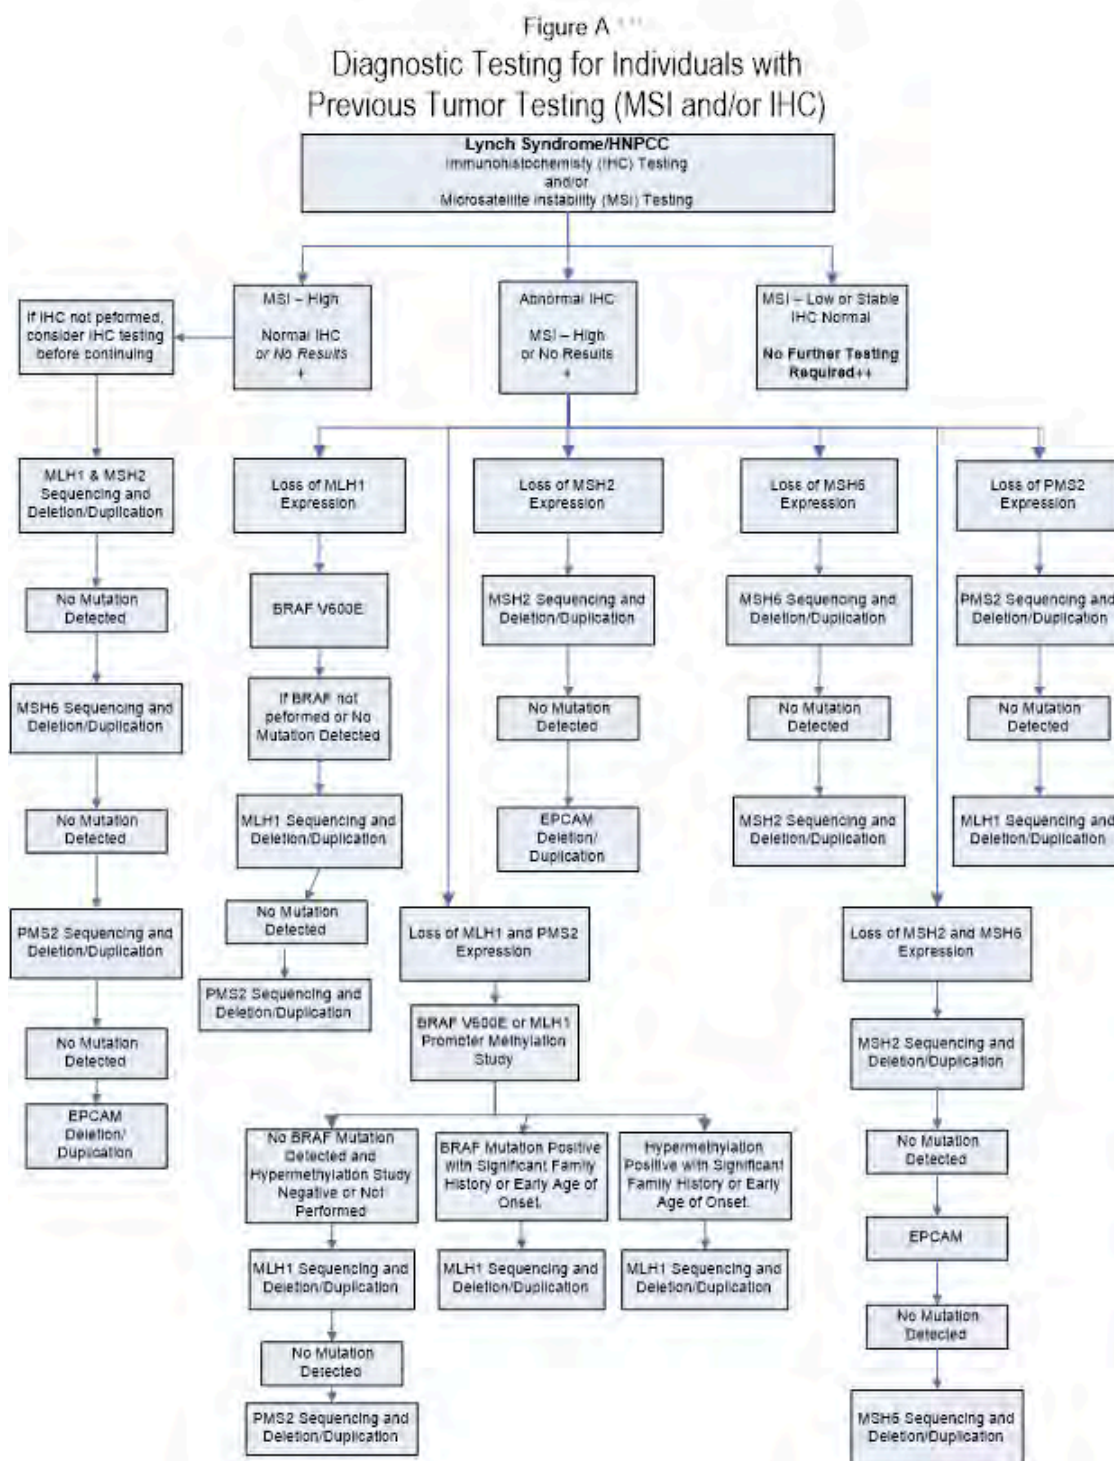 Figure A
Diagnostic Testing for Individuals with
Previous Tumor Testing (MSI and/or IHC)
Lynch Syndrome/HNPCC
Immunohistochemisty (IHC) Testing
and/or
Microsatellite instability (MSI) Testing
If IHC not peformed,
consider IHC testing
before continuing
MSI – High
Normal IHC
or No Results
+
Abnormal IHC
MSI – High
or No Results
+
MSI – Low or Stable
IHC Normal
No Further Testing
Required++
MLH1 & MSH2
Sequencing and
Deletion/Duplication
No Mutation
Detected
MSH6 Sequencing and
Deletion/Duplication
No Mutation
Detected
PMS2 Sequencing and
Deletion/Duplication
No Mutation
Detected
EPCAM
Deletion/
Duplication
Loss of MLH1
Expression
BRAF V600E
If BRAF not
peformed or No
Mutation Detected
MLH1 Sequencing and
Deletion/Duplication
No Mutation
Detected
PMS2 Sequencing and
Deletion/Duplication
Loss of MSH2
Expression
MSH2 Sequencing and
Deletion/Duplication
No Mutation
Detected
EPCAM
Deletion/
Duplication
Loss of MSH6
Expression
MSH6 Sequencing and
Deletion/Duplication
No Mutation
Detected
MSH2 Sequencing and
Deletion/Duplication
Loss of PMS2
Expression
PMS2 Sequencing and
Deletion/Duplication
No Mutation
Detected
MLH1 Sequencing and
Deletion/Duplication
Loss of MLH1 and PMS2
Expression
BRAF V600E or MLH1
Promoter Methylation
Study
No BRAF Mutation
Detected and
Hypermethylation Study
Negative or Not
Performed
MLH1 Sequencing and
Deletion/Duplication
No Mutation
Detected
PMS2 Sequencing and
Deletion/Duplication
BRAF Mutation Positive
with Significant Family
History or Early Age of
Onset.
MLH1 Sequencing and
Deletion/Duplication
Hypermethylation
Positive with Significant
Family History or Early
Age of Onset.
MLH1 Sequencing and
Deletion/Duplication
Loss of MSH2 and MSH6
Expression
MSH2 Sequencing and
Deletion/Duplication
No Mutation
Detected
EPCAM
No Mutation
Detected
MSH6 Sequencing and
Deletion/Duplication